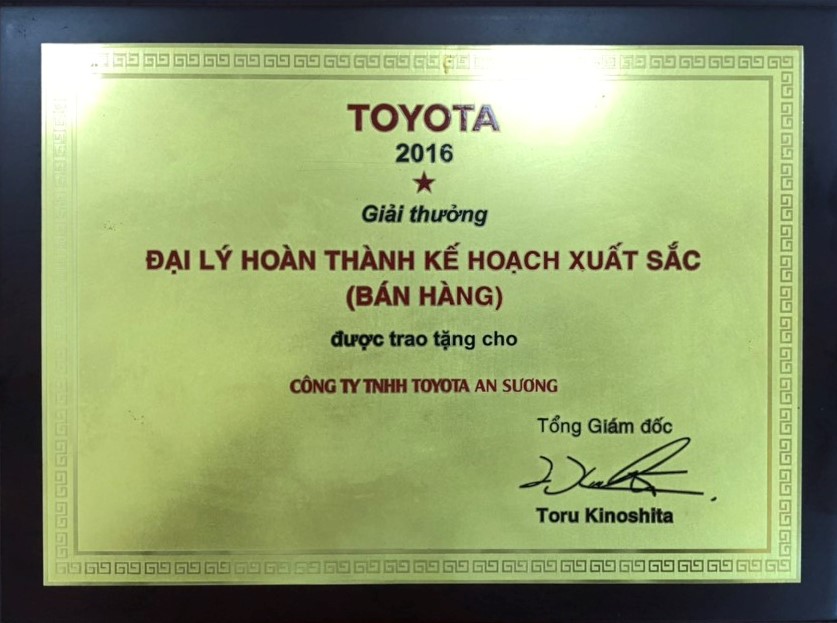 TOYOTA
2016
Giải thưởng
ĐẠI LÝ HOÀN THÀNH KẾ HOẠCH XUẤT SẮC
(BÁN HÀNG)
được trao tặng cho
CÔNG TY TNHH TOYOTA AN SƯƠNG
Tổng Giám đốc
Toru Kinoshita